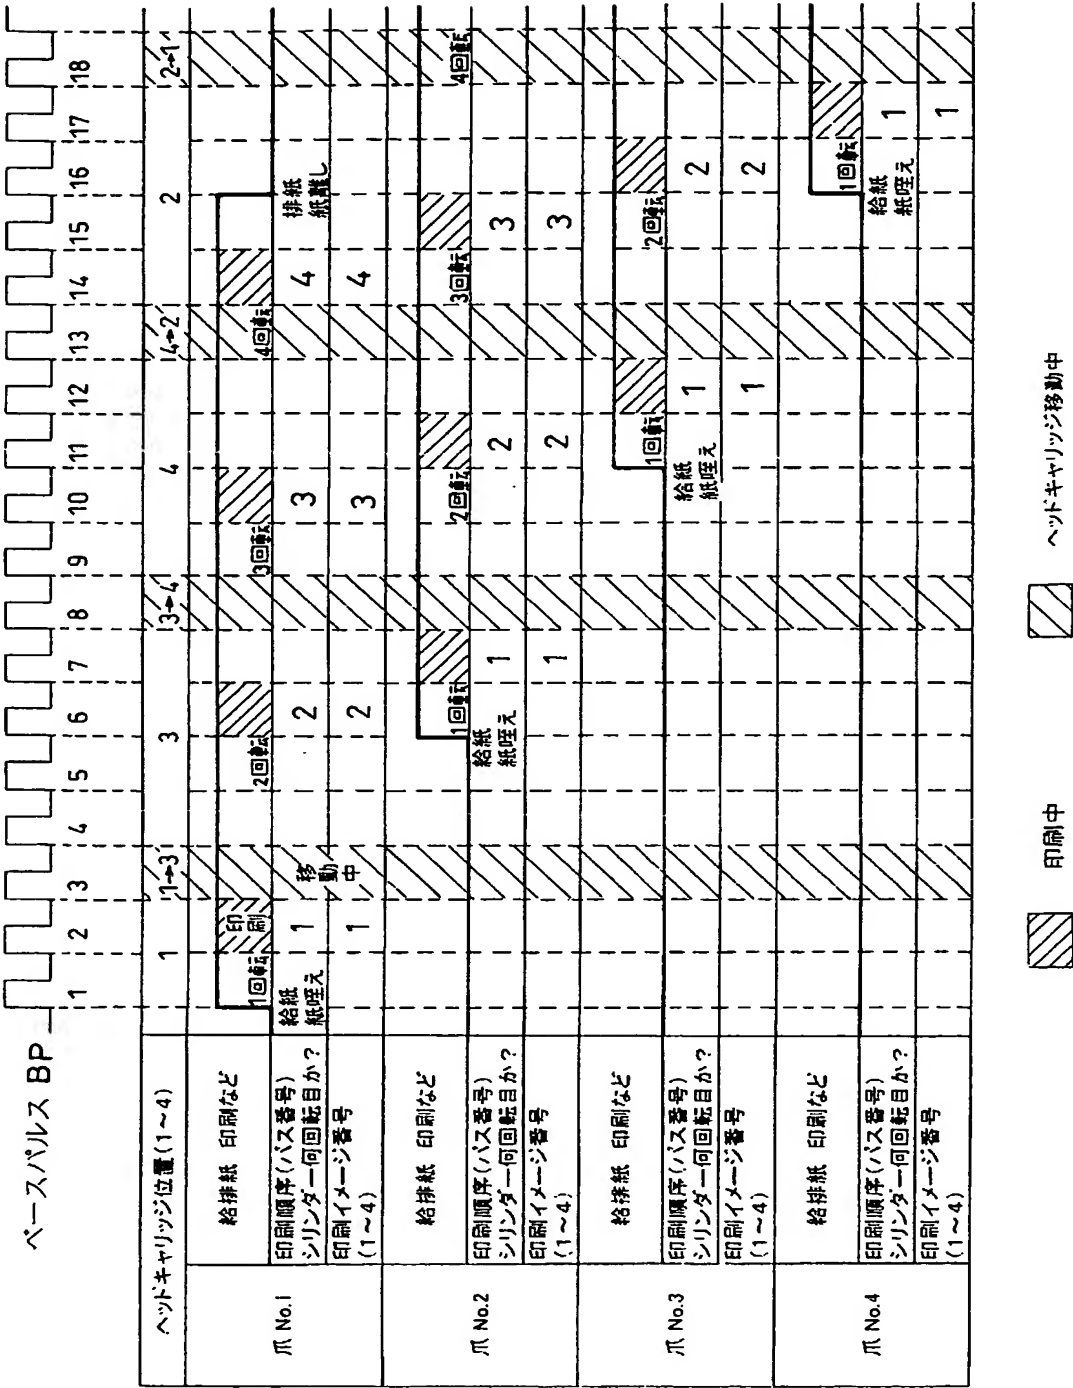 ベースパルス BP
1 2 3 4 5 6 7 8 9 10 11 12 13 14 15 16 17 18
ヘッドキャリッジ位置(1~4)
1 1→3 3 3→4 4 4→2 2 2→1
爪 No.1
給排紙 印刷など
1回転 印刷 2回転 3回転 4回転
印刷順序(パス番号)
シリンダー何回転目か?
給紙
紙咥え
1 移動中 2 3 4
排紙
紙離し
印刷イメージ番号
(1~4)
1 2 3 4
爪 No.2
給排紙 印刷など
1回転 2回転 3回転 4回転
印刷順序(パス番号)
シリンダー何回転目か?
給紙
紙咥え
1 2 3
印刷イメージ番号
(1~4)
1 2 3
爪 No.3
給排紙 印刷など
1回転 2回転
印刷順序(パス番号)
シリンダー何回転目か?
給紙
紙咥え
1 2
印刷イメージ番号
(1~4)
1 2
爪 No.4
給排紙 印刷など
1回転
印刷順序(パス番号)
シリンダー何回転目か?
給紙
紙咥え
1
印刷イメージ番号
(1~4)
1
印刷中
ヘッドキャリッジ移動中